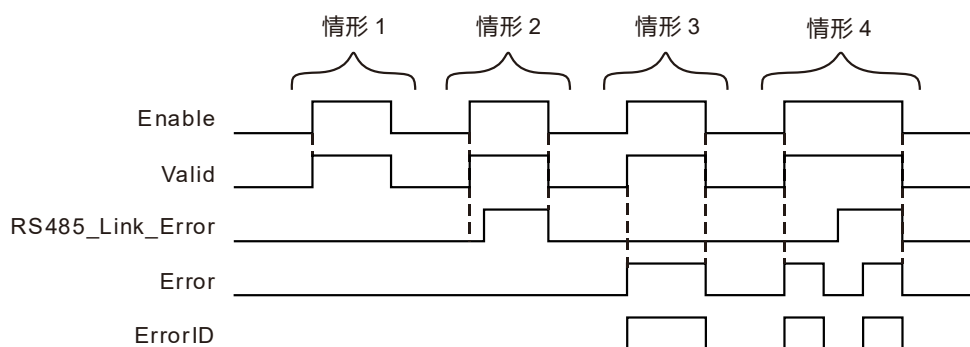 情形 1 情形 2 情形 3 情形 4
Enable
Valid
RS485_Link_Error
Error
ErrorID